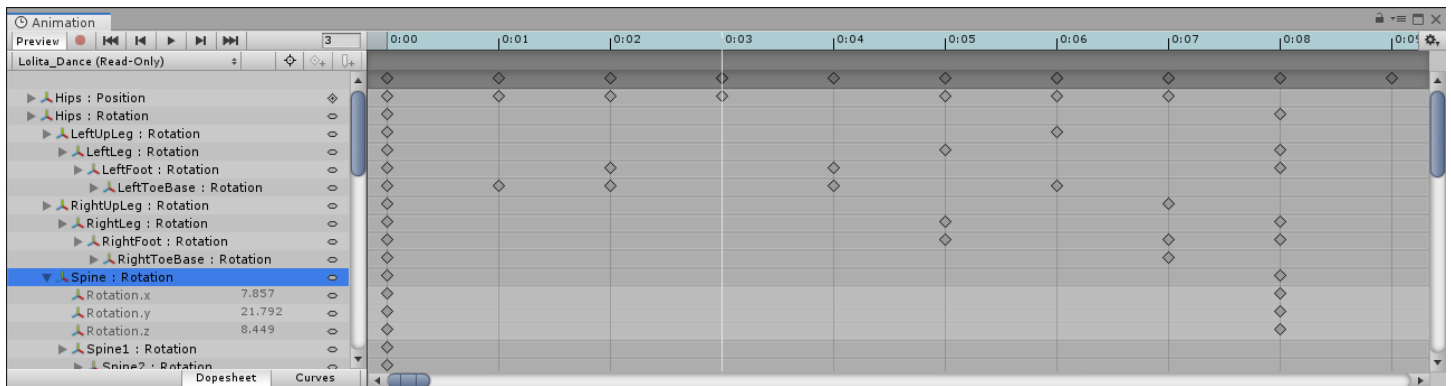 Animation
Preview 3 0:00 0:01 0:02 0:03 0:04 0:05 0:06 0:07 0:08
Lolita_Dance (Read-Only)
Hips : Position
Hips : Rotation
LeftUpLeg : Rotation
LeftLeg : Rotation
LeftFoot : Rotation
LeftToeBase : Rotation
RightUpLeg : Rotation
RightLeg : Rotation
RightFoot : Rotation
RightToeBase : Rotation
Spine : Rotation
Rotation.x 7.857
Rotation.y 21.792
Rotation.z 8.449
Spine1 : Rotation
Spine2 : Rotation
Dopesheet Curves